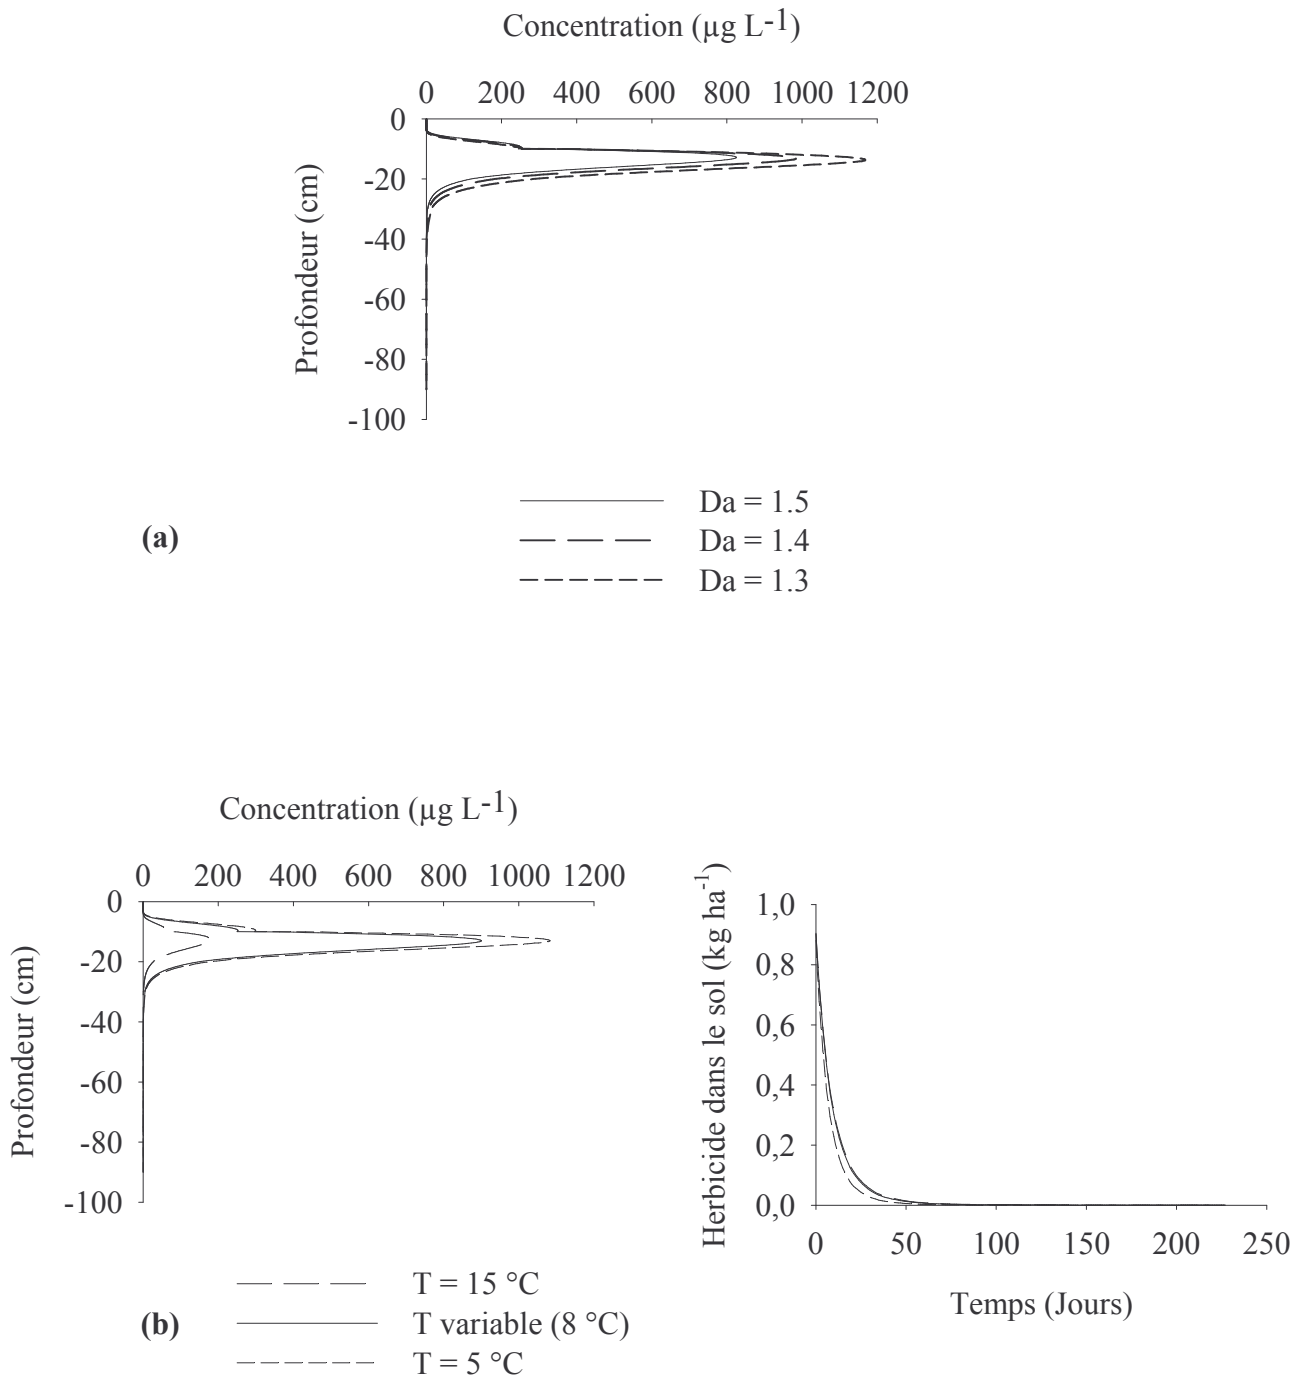 Concentration (µg L-1)
0 200 400 600 800 1000 1200
0
-20
-40
-60
-80
-100
Profondeur (cm)
Da = 1.5
(a)
Da = 1.4
Da = 1.3
Concentration (µg L-1)
0 200 400 600 800 1000 1200
0
-20
-40
-60
-80
-100
Profondeur (cm)
Herbicide dans le sol (kg ha-1)
1,0
0,8
0,6
0,4
0,2
0,0
0 50 100 150 200 250
Temps (Jours)
T = 15 °C
(b)
T variable (8 °C)
T = 5 °C